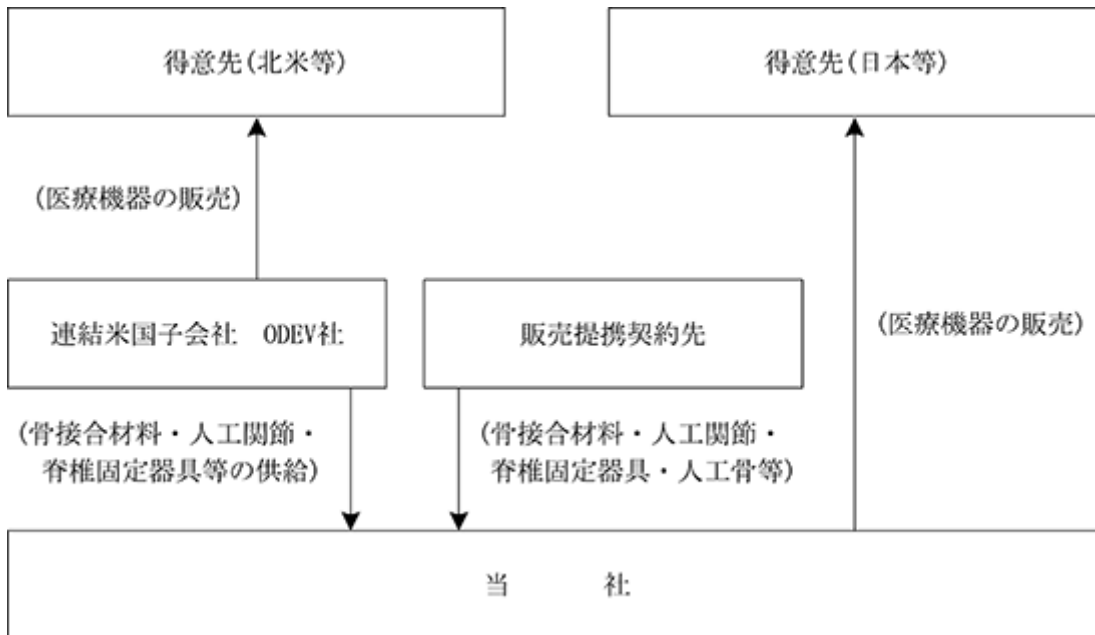 得意先(北米等)
得意先(日本等)
(医療機器の販売)
連結米国子会社　ODEV社
販売提携契約先
(医療機器の販売)
(骨接合材料・人工関節・
脊椎固定器具等の供給)
(骨接合材料・人工関節・
脊椎固定器具・人工骨等)
当　　　社